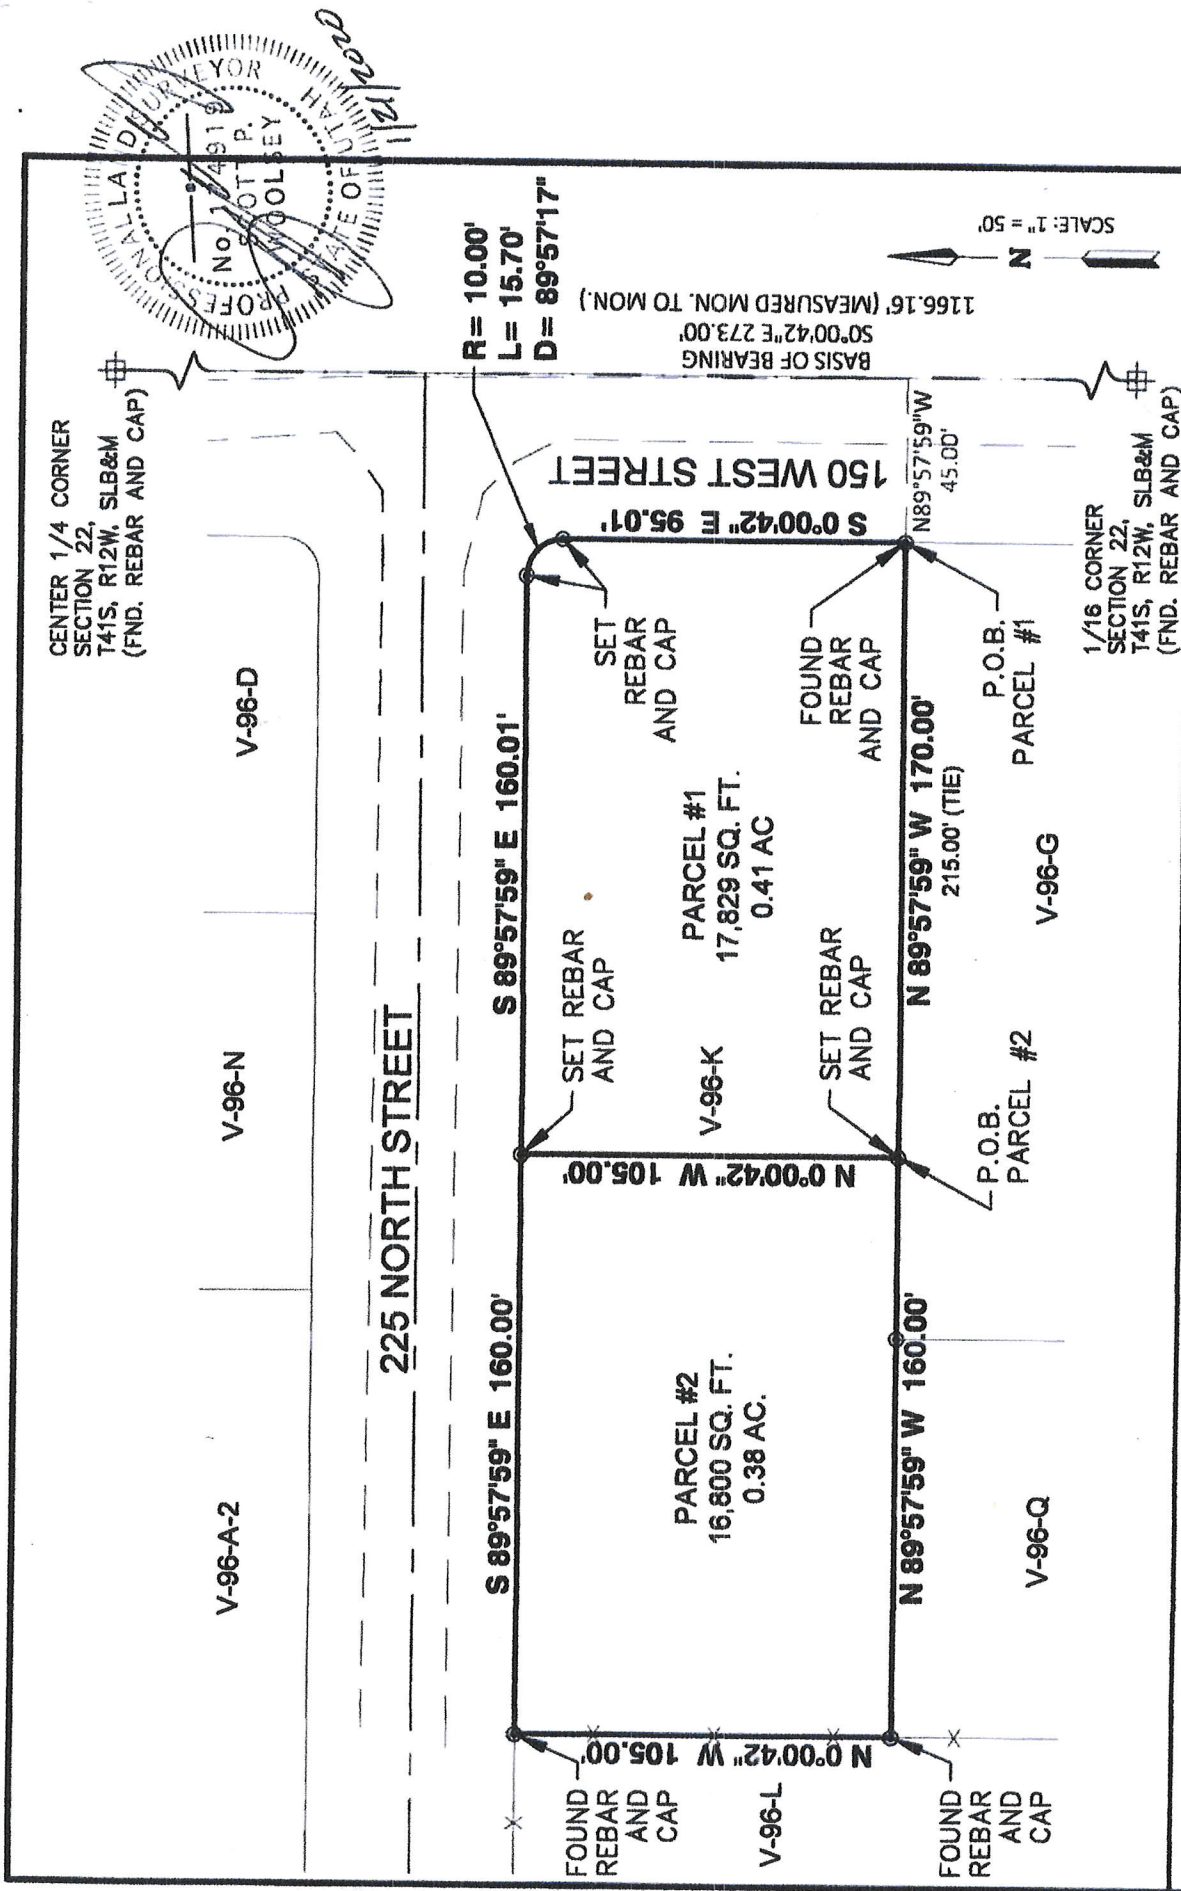 PROFESSIONAL LAND SURVEYOR
STATE OF UTAH
No
SCOTT P.
WOOLSEY
CENTER 1/4 CORNER
SECTION 22,
T41S, R12W, SLB&M
(FND. REBAR AND CAP)
V-96-A-2
V-96-N
V-96-D
225 NORTH STREET
R= 10.00'
L= 15.70'
D= 89°57'17"
S 89°57'59" E 160.00'
S 89°57'59" E 160.01'
150 WEST STREET
BASIS OF BEARING
S0°00'42"E 273.00'
1166.16' (MEASURED MON. TO MON.)
N
SCALE: 1" = 50'
SET REBAR
AND CAP
SET
REBAR
AND CAP
S 0°00'42" E 95.01'
PARCEL #2
16,800 SQ. FT.
0.38 AC.
N 0°00'42" W 105.00'
V-96-K
PARCEL #1
17,829 SQ. FT.
0.41 AC
FOUND
REBAR
AND
CAP
N 0°00'42" W 105.00'
V-96-L
SET REBAR
AND CAP
FOUND
REBAR
AND CAP
N89°57'59"W
45.00'
N 89°57'59" W 160.00'
N 89°57'59" W 170.00'
215.00' (TIE)
FOUND
REBAR
AND
CAP
P.O.B.
PARCEL #2
P.O.B.
PARCEL #1
V-96-Q
V-96-G
1/16 CORNER
SECTION 22,
T41S, R12W, SLB&M
(FND. REBAR AND CAP)